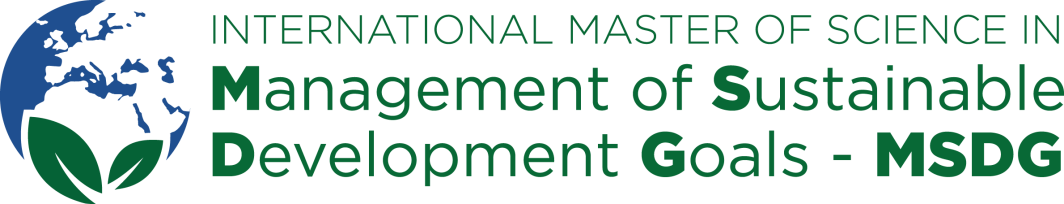 INTERNATIONAL MASTER OF SCIENCE IN
Management of Sustainable
Development Goals - MSDG